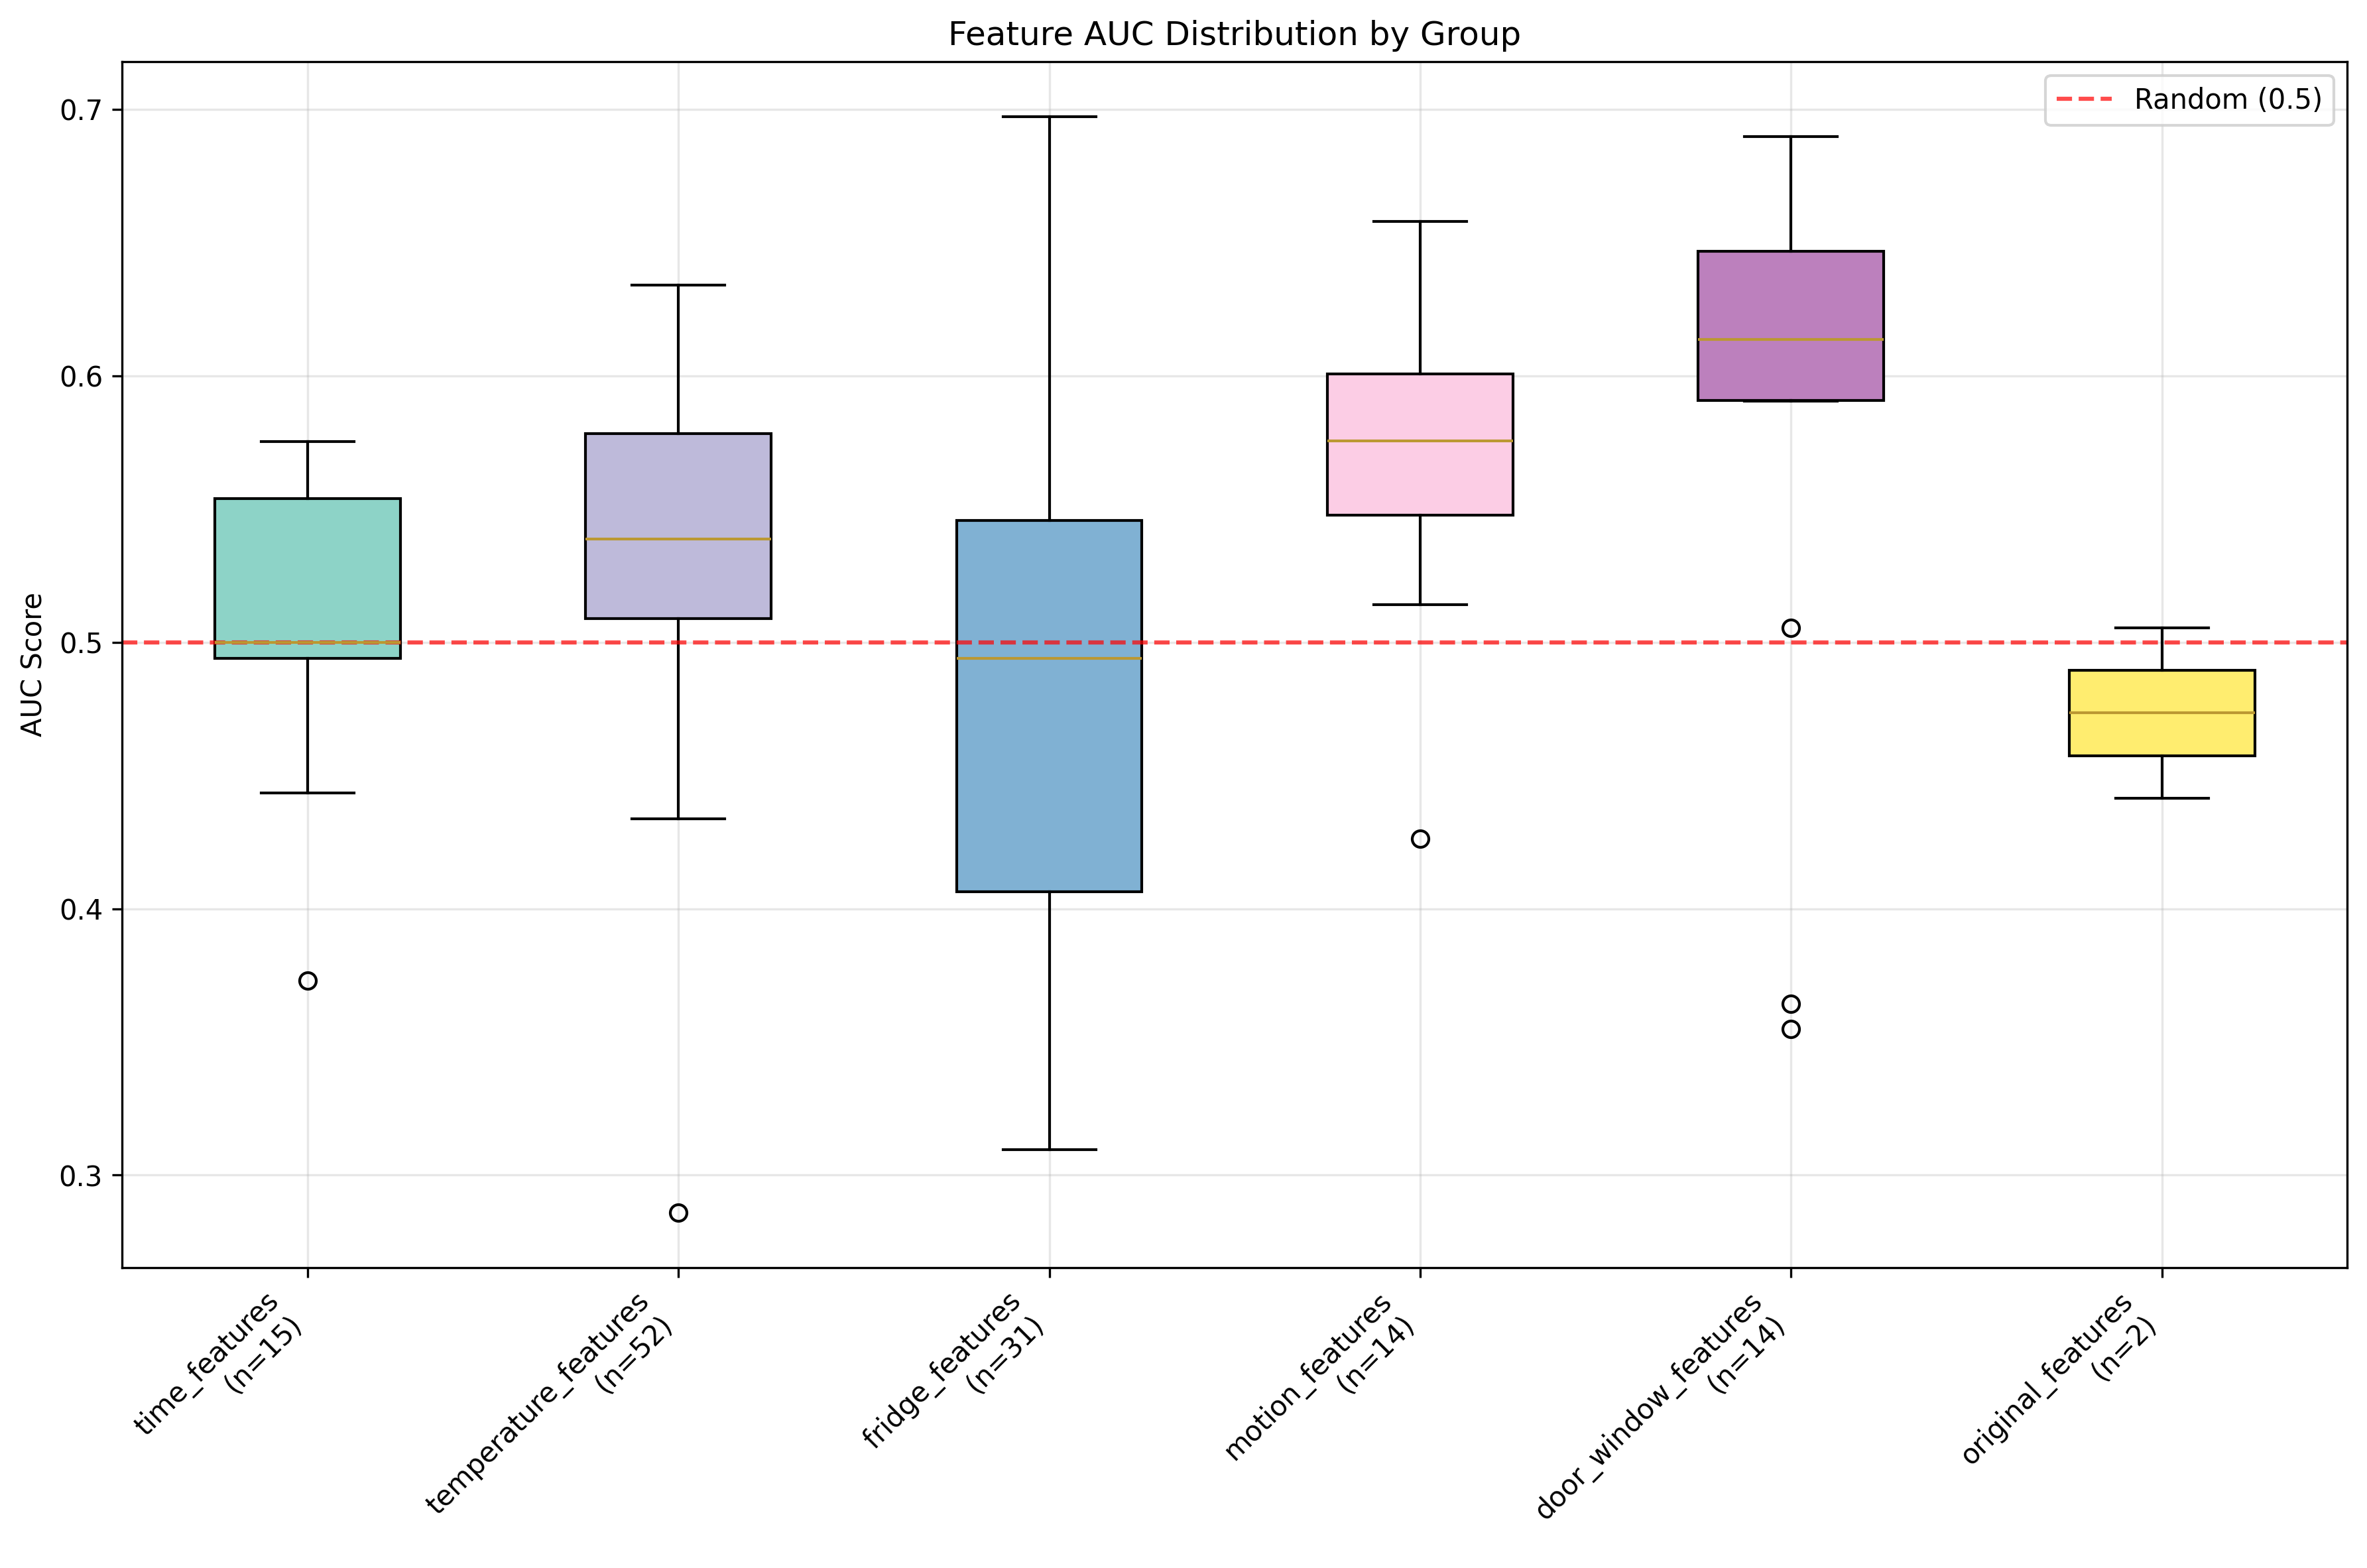 Feature AUC Distribution by Group
Random (0.5)
AUC Score
0.7
0.6
0.5
0.4
0.3
time_features
(n=15)
temperature_features
(n=52)
fridge_features
(n=31)
motion_features
(n=14)
door_window_features
(n=14)
original_features
(n=2)